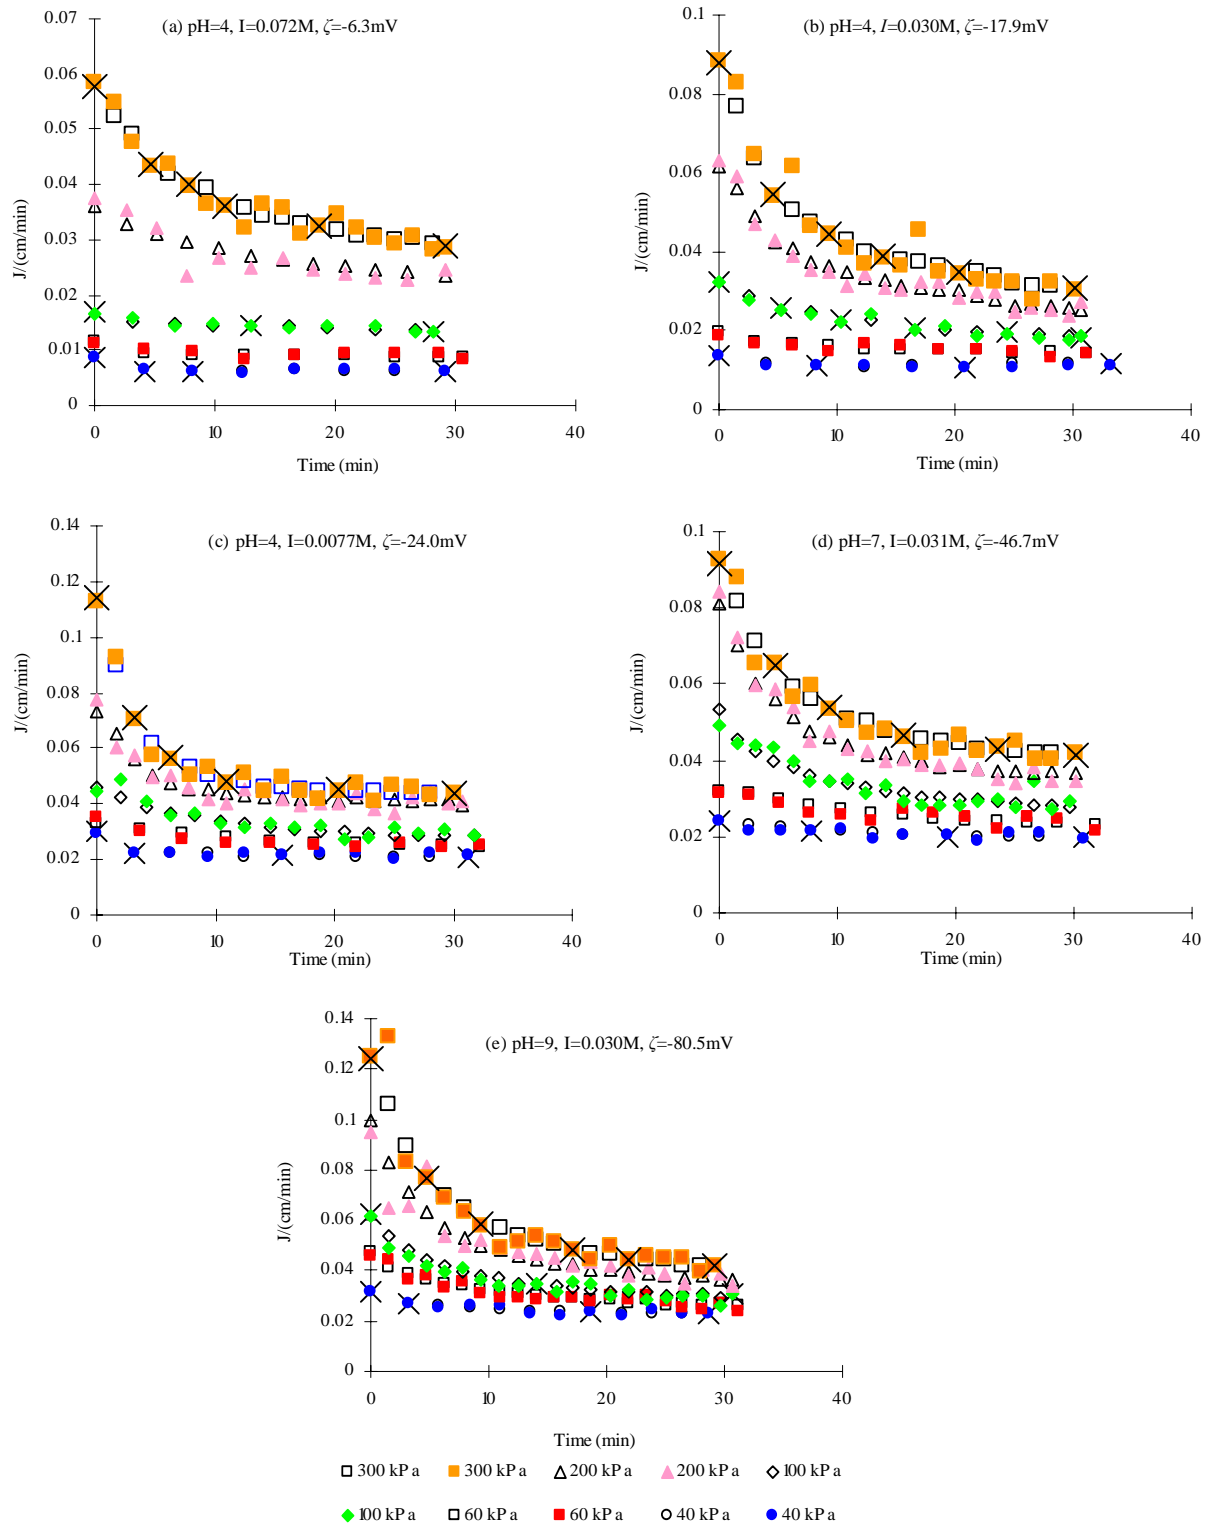 (a) pH=4, I=0.072M, ζ=-6.3mV
0.07
0.06
0.05
0.04
0.03
0.02
0.01
0
J/(cm/min)
0 10 20 30 40
Time (min)
(b) pH=4, I=0.030M, ζ=-17.9mV
0.1
0.08
0.06
0.04
0.02
0
J/(cm/min)
0 10 20 30 40
Time (min)
(c) pH=4, I=0.0077M, ζ=-24.0mV
0.14
0.12
0.1
0.08
0.06
0.04
0.02
0
J/(cm/min)
0 10 20 30 40
Time (min)
(d) pH=7, I=0.031M, ζ=-46.7mV
0.1
0.08
0.06
0.04
0.02
0
J/(cm/min)
0 10 20 30 40
Time (min)
(e) pH=9, I=0.030M, ζ=-80.5mV
0.14
0.12
0.1
0.08
0.06
0.04
0.02
0
J/(cm/min)
0 10 20 30 40
Time (min)
300 kPa 300 kPa 200 kPa 200 kPa 100 kPa
100 kPa 60 kPa 60 kPa 40 kPa 40 kPa